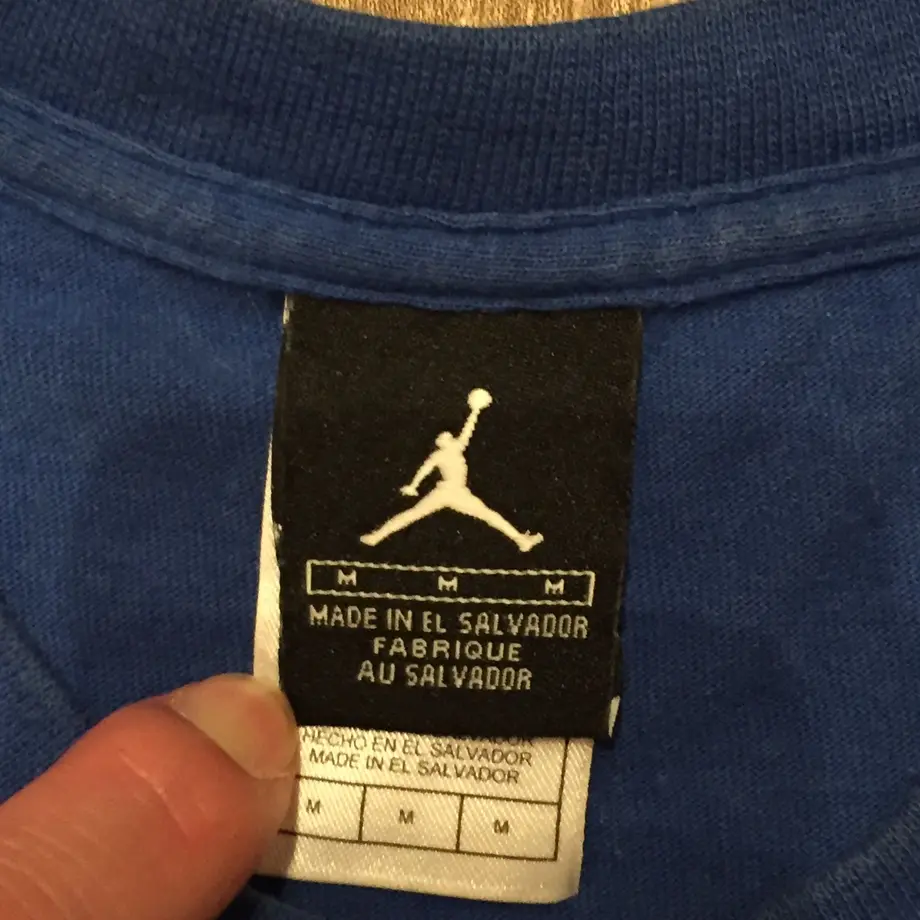 M M M
MADE IN EL SALVADOR
FABRIQUE
AU SALVADOR
HECHO EN EL SALVADOR
MADE IN EL SALVADOR
M M M